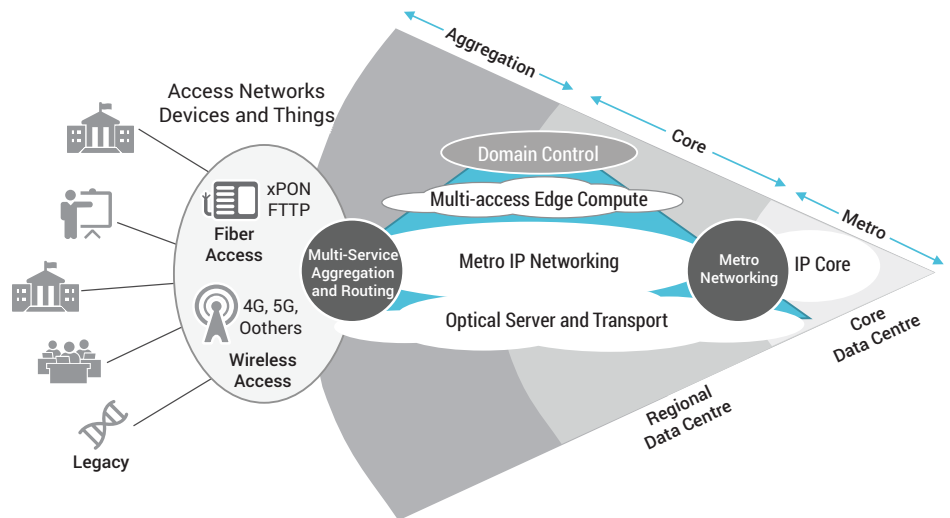 Aggregation
Core
Metro
Access Networks
Devices and Things
xPON
FTTP
Fiber
Access
4G, 5G,
Oothers
Wireless
Access
Legacy
Multi-Service
Aggregation
and Routing
Domain Control
Multi-access Edge Compute
Metro IP Networking
Optical Server and Transport
Metro
Networking
IP Core
Regional
Data Centre
Core
Data Centre